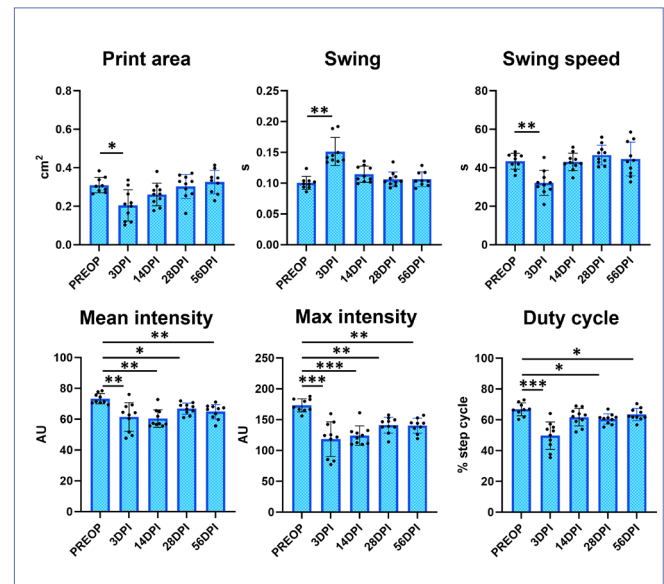 Print area
Swing
Swing speed
0.8
0.6
0.4
0.2
0.0
cm²
*
PREOP
3DPI
14DPI
28DPI
56DPI
0.25
0.20
0.15
0.10
0.05
0.00
s
**
PREOP
3DPI
14DPI
28DPI
56DPI
80
60
40
20
0
s
**
PREOP
3DPI
14DPI
28DPI
56DPI
Mean intensity
Max intensity
Duty cycle
100
80
60
40
20
0
AU
**
*
**
**
PREOP
3DPI
14DPI
28DPI
56DPI
250
200
150
100
50
0
AU
**
**
***
***
PREOP
3DPI
14DPI
28DPI
56DPI
100
80
60
40
20
0
% step cycle
*
*
***
PREOP
3DPI
14DPI
28DPI
56DPI